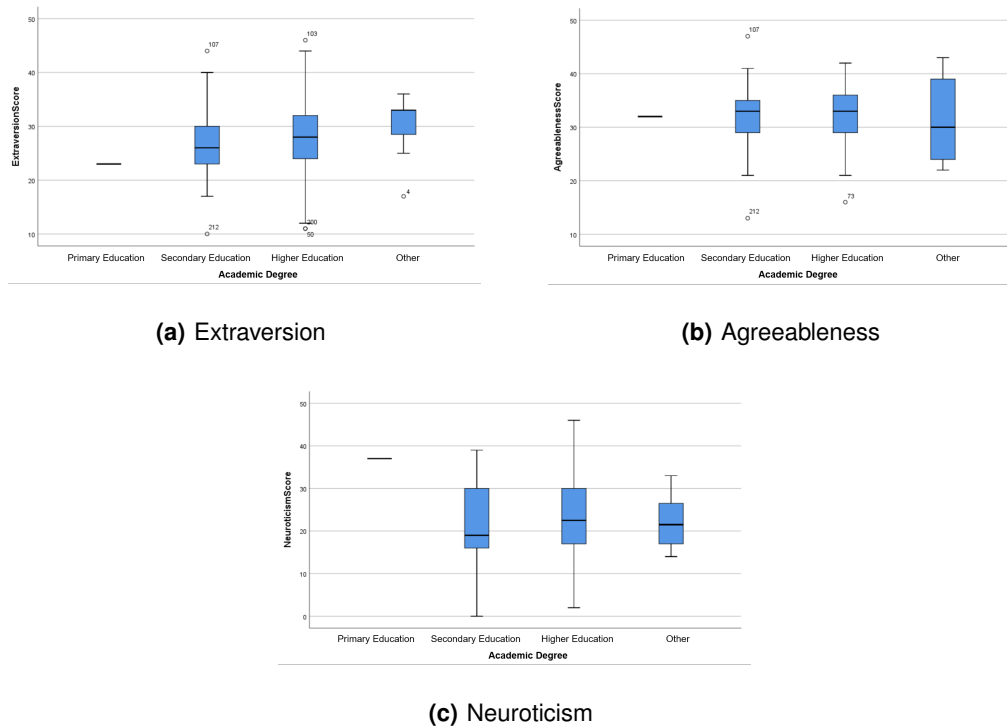 50
40
30
20
10
ExtraversionScore
107
212
103
200
50
4
Primary Education
Secondary Education
Higher Education
Other
Academic Degree
(a) Extraversion
50
40
30
20
10
AgreeablenessScore
107
212
73
Primary Education
Secondary Education
Higher Education
Other
Academic Degree
(b) Agreeableness
50
40
30
20
10
0
NeuroticismScore
Primary Education
Secondary Education
Higher Education
Other
Academic Degree
(c) Neuroticism